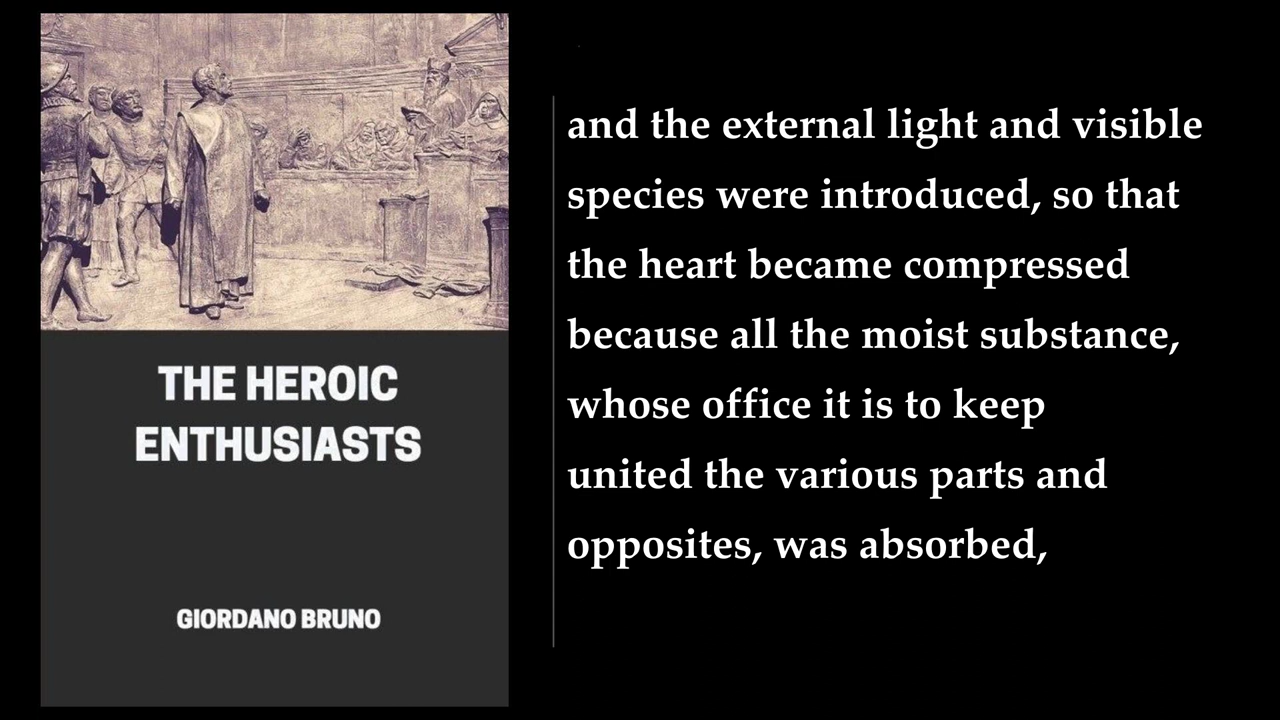 THE HEROIC
ENTHUSIASTS
GIORDANO BRUNO
and the external light and visible
species were introduced, so that
the heart became compressed
because all the moist substance,
whose office it is to keep
united the various parts and
opposites, was absorbed,